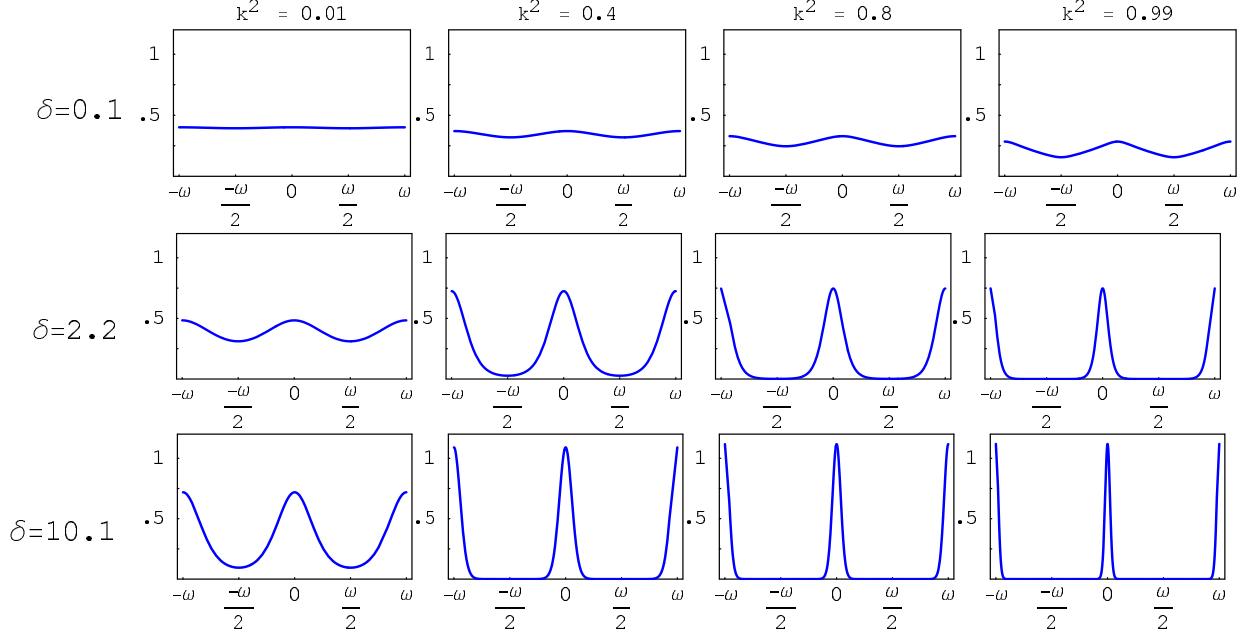 k² = 0.01 k² = 0.4 k² = 0.8 k² = 0.99
δ=0.1
1 1 1 1
.5 .5 .5 .5
-ω -ω/2 0 ω/2 ω -ω -ω/2 0 ω/2 ω -ω -ω/2 0 ω/2 ω -ω -ω/2 0 ω/2 ω
δ=2.2
1 1 1 1
.5 .5 .5 .5
-ω -ω/2 0 ω/2 ω -ω -ω/2 0 ω/2 ω -ω -ω/2 0 ω/2 ω -ω -ω/2 0 ω/2 ω
δ=10.1
1 1 1 1
.5 .5 .5 .5
-ω -ω/2 0 ω/2 ω -ω -ω/2 0 ω/2 ω -ω -ω/2 0 ω/2 ω -ω -ω/2 0 ω/2 ω